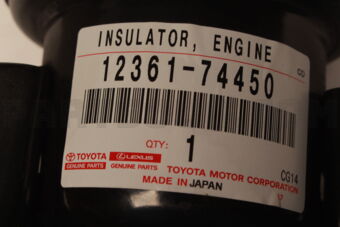 INSULATOR, ENGINE
CO
12361-74450
QTY: 1
TOYOTA LEXUS
GENUINE PARTS GENUINE PARTS
TOYOTA MOTOR CORPORATION
CG14
MADE IN JAPAN